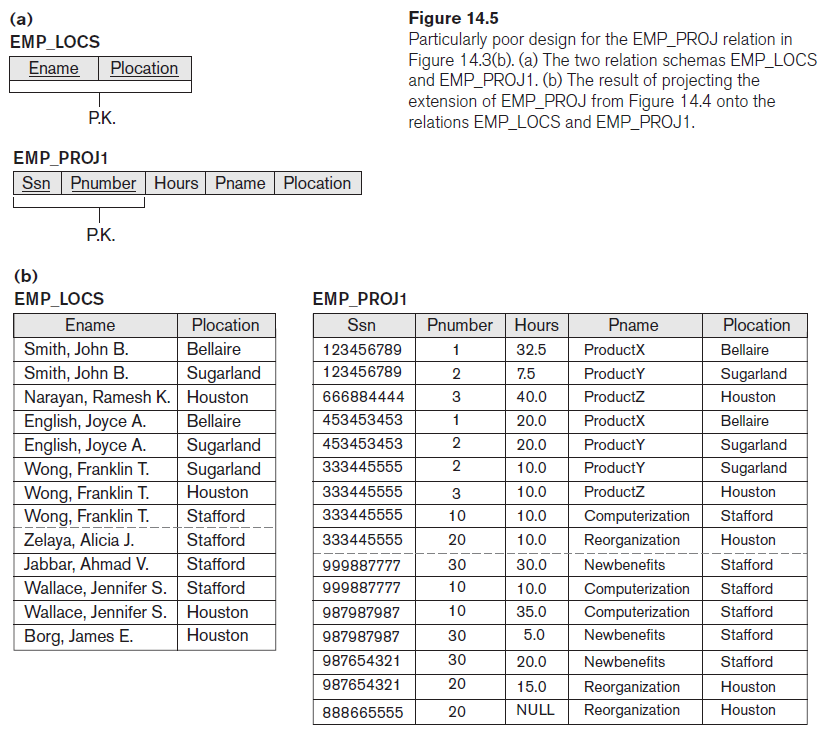 (a)
EMP_LOCS
Ename Plocation
P.K.
EMP_PROJ1
Ssn Pnumber Hours Pname Plocation
P.K.
Figure 14.5
Particularly poor design for the EMP_PROJ relation in
Figure 14.3(b). (a) The two relation schemas EMP_LOCS
and EMP_PROJ1. (b) The result of projecting the
extension of EMP_PROJ from Figure 14.4 onto the
relations EMP_LOCS and EMP_PROJ1.
(b)
EMP_LOCS
Ename Plocation
Smith, John B. Bellaire
Smith, John B. Sugarland
Narayan, Ramesh K. Houston
English, Joyce A. Bellaire
English, Joyce A. Sugarland
Wong, Franklin T. Sugarland
Wong, Franklin T. Houston
Wong, Franklin T. Stafford
Zelaya, Alicia J. Stafford
Jabbar, Ahmad V. Stafford
Wallace, Jennifer S. Stafford
Wallace, Jennifer S. Houston
Borg, James E. Houston
EMP_PROJ1
Ssn Pnumber Hours Pname Plocation
123456789 1 32.5 ProductX Bellaire
123456789 2 7.5 ProductY Sugarland
666884444 3 40.0 ProductZ Houston
453453453 1 20.0 ProductX Bellaire
453453453 2 20.0 ProductY Sugarland
333445555 2 10.0 ProductY Sugarland
333445555 3 10.0 ProductZ Houston
333445555 10 10.0 Computerization Stafford
333445555 20 10.0 Reorganization Houston
999887777 30 30.0 Newbenefits Stafford
999887777 10 10.0 Computerization Stafford
987987987 10 35.0 Computerization Stafford
987987987 30 5.0 Newbenefits Stafford
987654321 30 20.0 Newbenefits Stafford
987654321 20 15.0 Reorganization Houston
888665555 20 NULL Reorganization Houston